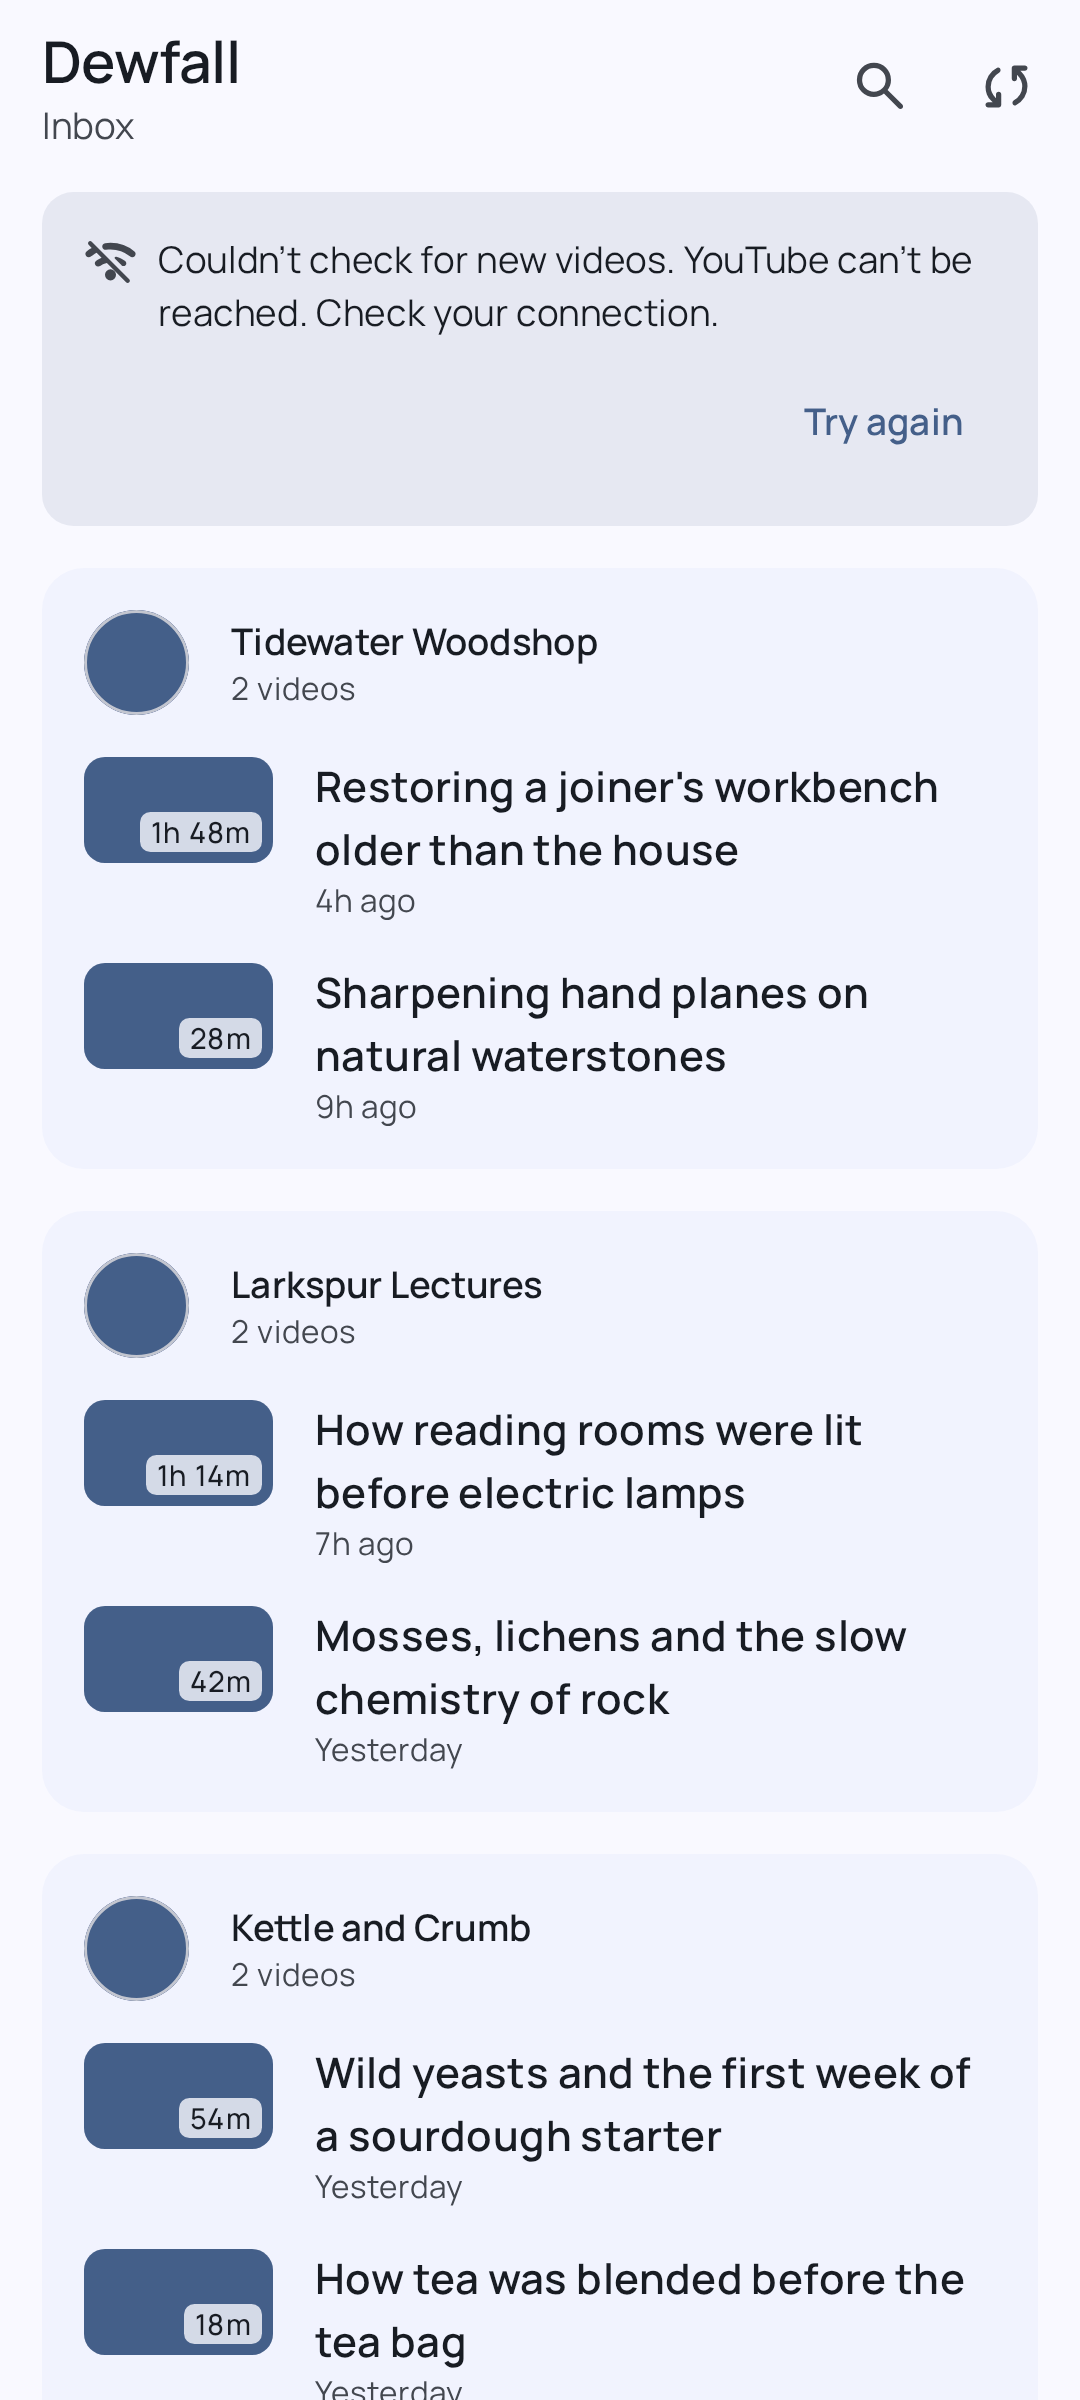 Dewfall
Inbox
Couldn’t check for new videos. YouTube can’t be
reached. Check your connection.
Try again
Tidewater Woodshop
2 videos
1h 48m
Restoring a joiner's workbench
older than the house
4h ago
28m
Sharpening hand planes on
natural waterstones
9h ago
Larkspur Lectures
2 videos
1h 14m
How reading rooms were lit
before electric lamps
7h ago
42m
Mosses, lichens and the slow
chemistry of rock
Yesterday
Kettle and Crumb
2 videos
54m
Wild yeasts and the first week of
a sourdough starter
Yesterday
18m
How tea was blended before the
tea bag
Yesterday